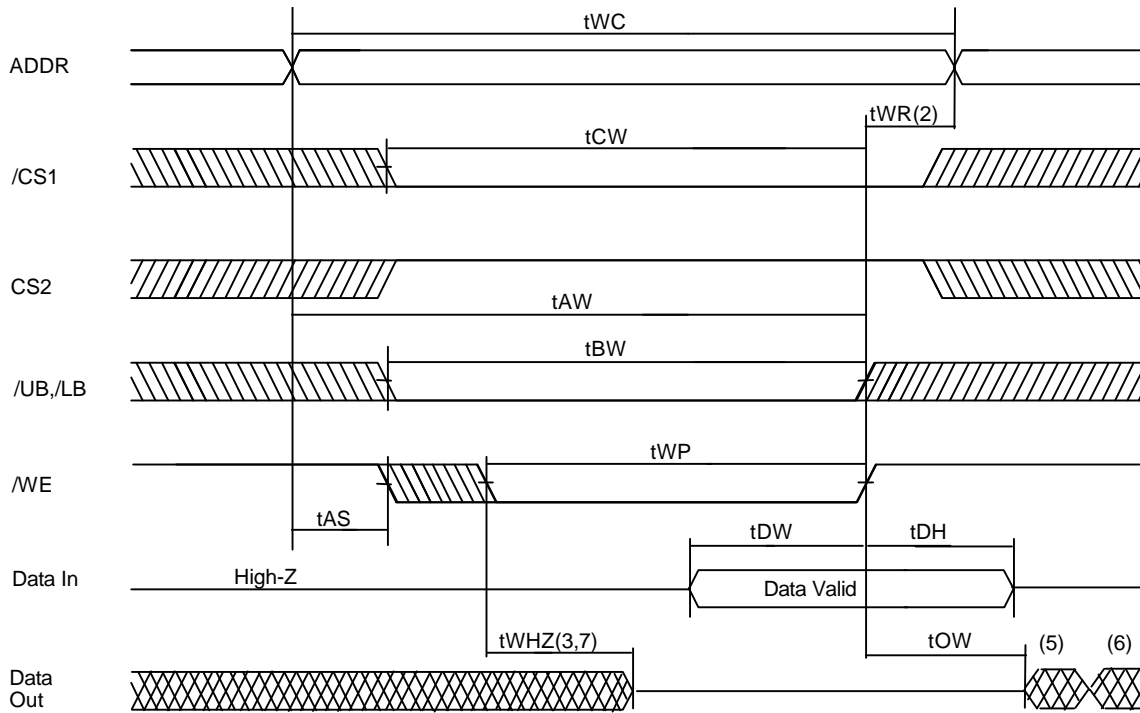 tWC
ADDR
tWR(2)
tCW
/CS1
CS2
tAW
tBW
/UB,/LB
tWP
/WE
tAS
tDW tDH
Data In High-Z Data Valid
tWHZ(3,7) tOW (5) (6)
Data
Out